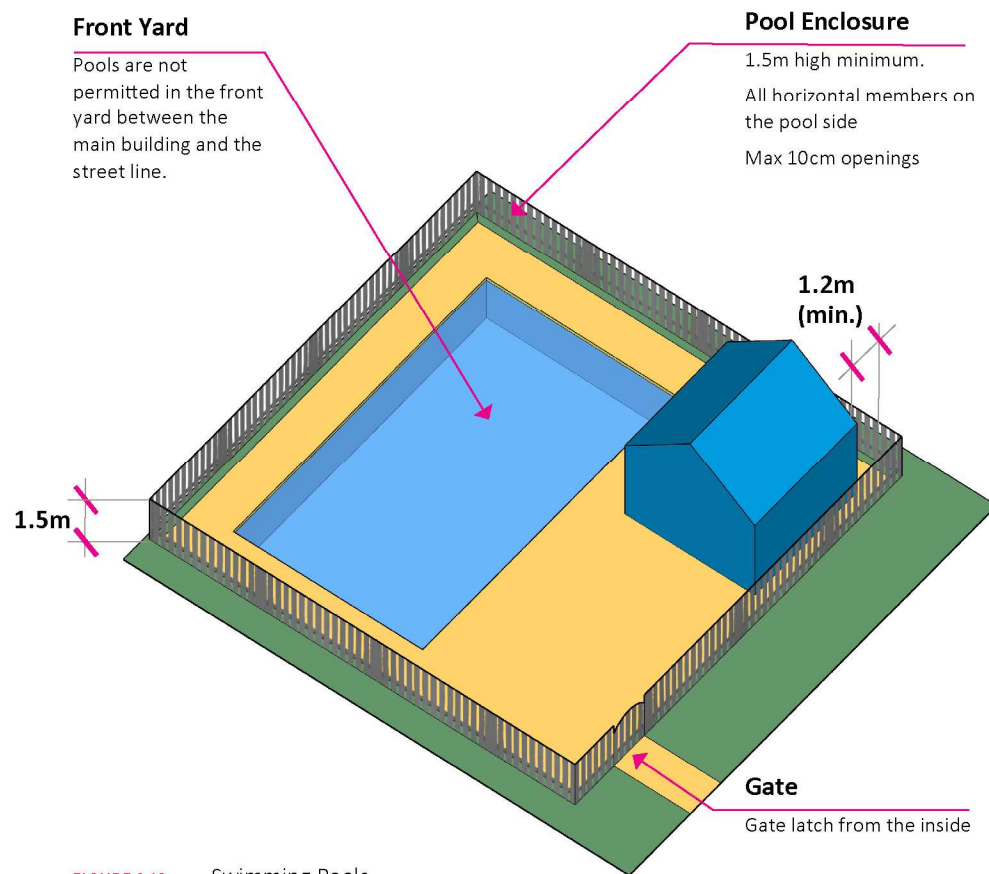 Front Yard
Pools are not
permitted in the front
yard between the
main building and the
street line.
Pool Enclosure
1.5m high minimum.
All horizontal members on
the pool side
Max 10cm openings
1.2m
(min.)
1.5m
Gate
Gate latch from the inside
Swimming Pools